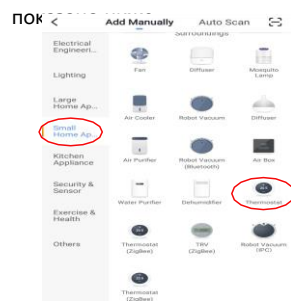 Add Manually Auto Scan
Surroundings
Electrical
Engineeri...
Fan Diffuser Mosquito
Lamp
Lighting
Large
Home Ap...
Air Cooler Robot Vacuum Diffuser
Small
Home Ap...
Kitchen
Appliance
Air Purifier Robot Vacuum
(Bluetooth) Air Box
Security &
Sensor
Water Purifier Dehumidifier Thermostat
Exercise &
Health
Others
Thermostat
(ZigBee) TRV
(ZigBee) Robot Vacuum
(IPC)
Thermostat
(ZigBee)